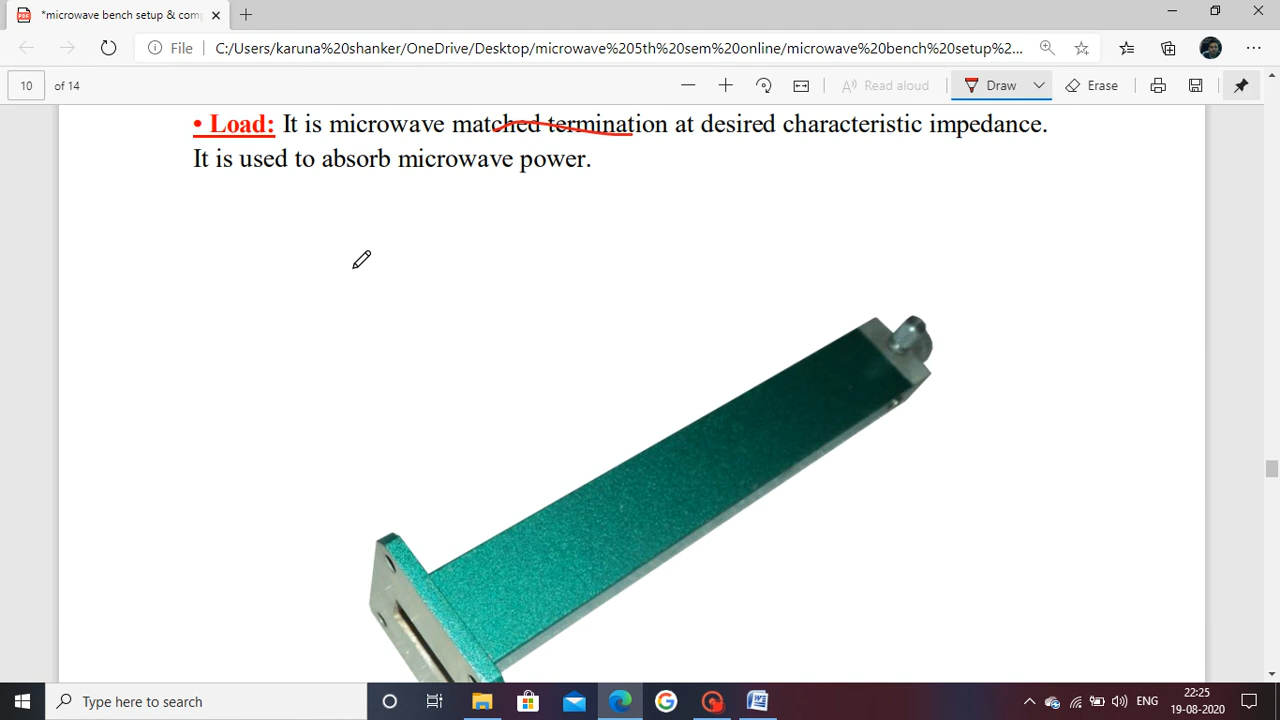 *microwave bench setup & com
File
C:/Users/karuna%20shanker/OneDrive/Desktop/microwave%205th%20sem%20online/microwave%20bench%20setup%2...
10 of 14
Read aloud
Draw
Erase
• Load: It is microwave matched termination at desired characteristic impedance.
It is used to absorb microwave power.
Type here to search
ENG
22:25
19-08-2020